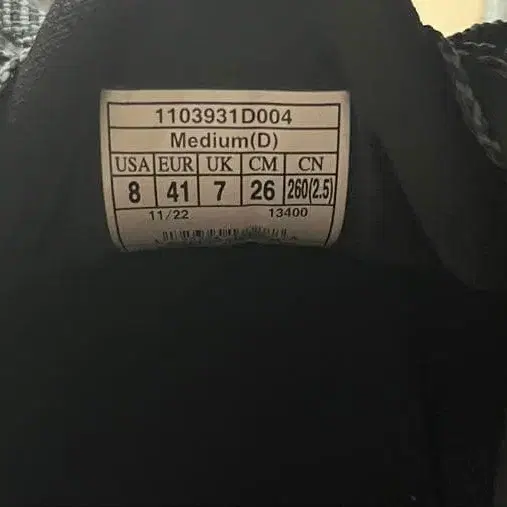 1103931D004
Medium(D)
USA EUR UK CM CN
8 41 7 26 260(2.5)
11/22 13400